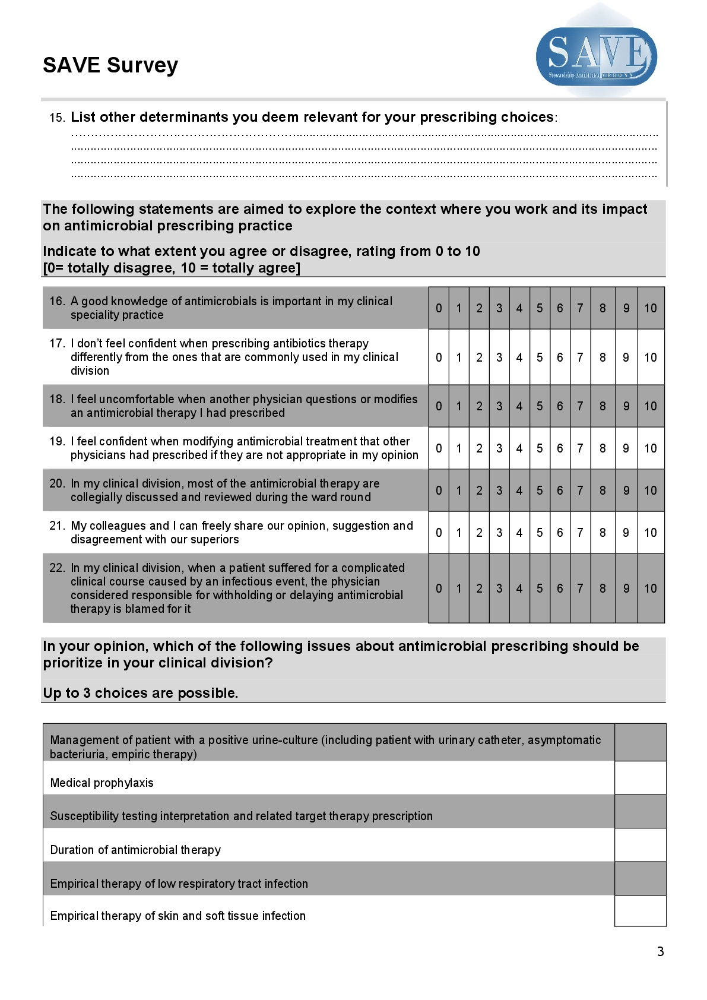 SAVE Survey
SAVE
Stewardship Antibiotics VERONA
15. List other determinants you deem relevant for your prescribing choices:
The following statements are aimed to explore the context where you work and its impact
on antimicrobial prescribing practice
Indicate to what extent you agree or disagree, rating from 0 to 10
[0= totally disagree, 10 = totally agree]
16. A good knowledge of antimicrobials is important in my clinical
speciality practice
0 1 2 3 4 5 6 7 8 9 10
17. I don’t feel confident when prescribing antibiotics therapy
differently from the ones that are commonly used in my clinical
division
0 1 2 3 4 5 6 7 8 9 10
18. I feel uncomfortable when another physician questions or modifies
an antimicrobial therapy I had prescribed
0 1 2 3 4 5 6 7 8 9 10
19. I feel confident when modifying antimicrobial treatment that other
physicians had prescribed if they are not appropriate in my opinion
0 1 2 3 4 5 6 7 8 9 10
20. In my clinical division, most of the antimicrobial therapy are
collegially discussed and reviewed during the ward round
0 1 2 3 4 5 6 7 8 9 10
21. My colleagues and I can freely share our opinion, suggestion and
disagreement with our superiors
0 1 2 3 4 5 6 7 8 9 10
22. In my clinical division, when a patient suffered for a complicated
clinical course caused by an infectious event, the physician
considered responsible for withholding or delaying antimicrobial
therapy is blamed for it
0 1 2 3 4 5 6 7 8 9 10
In your opinion, which of the following issues about antimicrobial prescribing should be
prioritize in your clinical division?
Up to 3 choices are possible.
Management of patient with a positive urine-culture (including patient with urinary catheter, asymptomatic
bacteriuria, empiric therapy)
Medical prophylaxis
Susceptibility testing interpretation and related target therapy prescription
Duration of antimicrobial therapy
Empirical therapy of low respiratory tract infection
Empirical therapy of skin and soft tissue infection
3